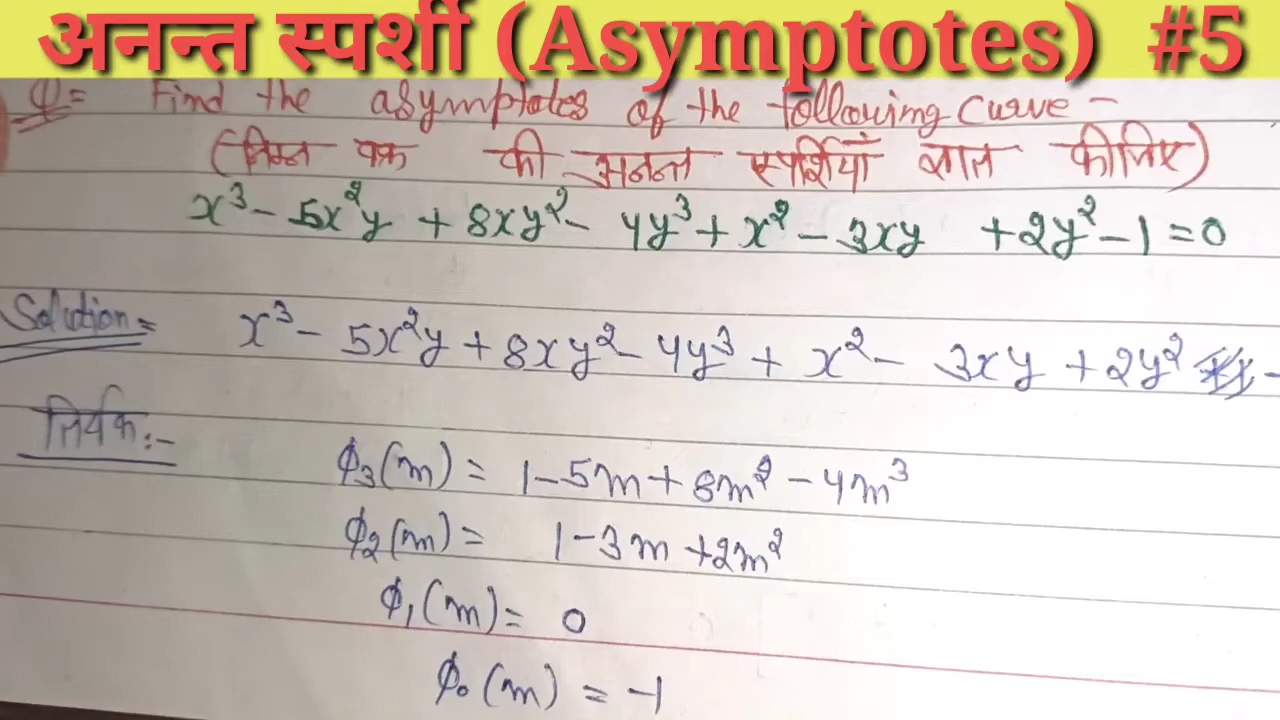 अनन्त स्पर्शी (Asymptotes) #5
Q= Find the asymptotes of the following curve -
(निम्न वक्र की अनन्त स्पर्शियाँ ज्ञात कीजिए)
x³ - 5x²y + 8xy² - 4y³ + x² - 3xy + 2y² - 1 = 0
Solution= x³ - 5x²y + 8xy² - 4y³ + x² - 3xy + 2y² -
तिर्यक :-
ϕ₃(m) = 1 - 5m + 8m² - 4m³
ϕ₂(m) = 1 - 3m + 2m²
ϕ₁(m) = 0
ϕ₀(m) = -1